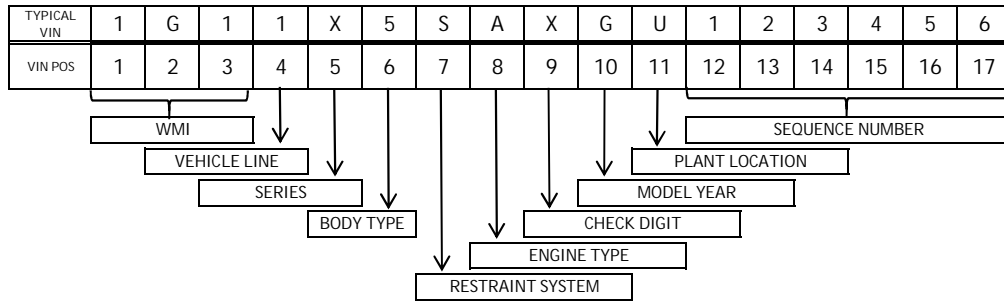 TYPICAL VIN 1 G 1 1 X 5 S A X G U 1 2 3 4 5 6
VIN POS 1 2 3 4 5 6 7 8 9 10 11 12 13 14 15 16 17
WMI SEQUENCE NUMBER
VEHICLE LINE PLANT LOCATION
SERIES MODEL YEAR
BODY TYPE CHECK DIGIT
ENGINE TYPE
RESTRAINT SYSTEM